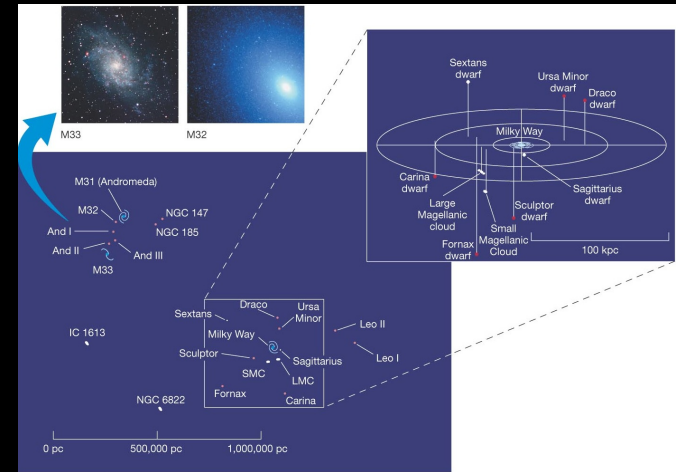 M33
M32
M31 (Andromeda)
M32
NGC 147
And I
NGC 185
And II
And III
M33
IC 1613
NGC 6822
0 pc
500,000 pc
1,000,000 pc
Sextans
Draco
Ursa
Minor
Milky Way
Leo II
Sculptor
Sagittarius
Leo I
SMC
LMC
Fornax
Carina
Sextans
dwarf
Ursa Minor
dwarf
Draco
dwarf
Milky Way
Carina
dwarf
Sagittarius
dwarf
Large
Magellanic
cloud
Sculptor
dwarf
Small
Magellanic
Cloud
Fornax
dwarf
100 kpc